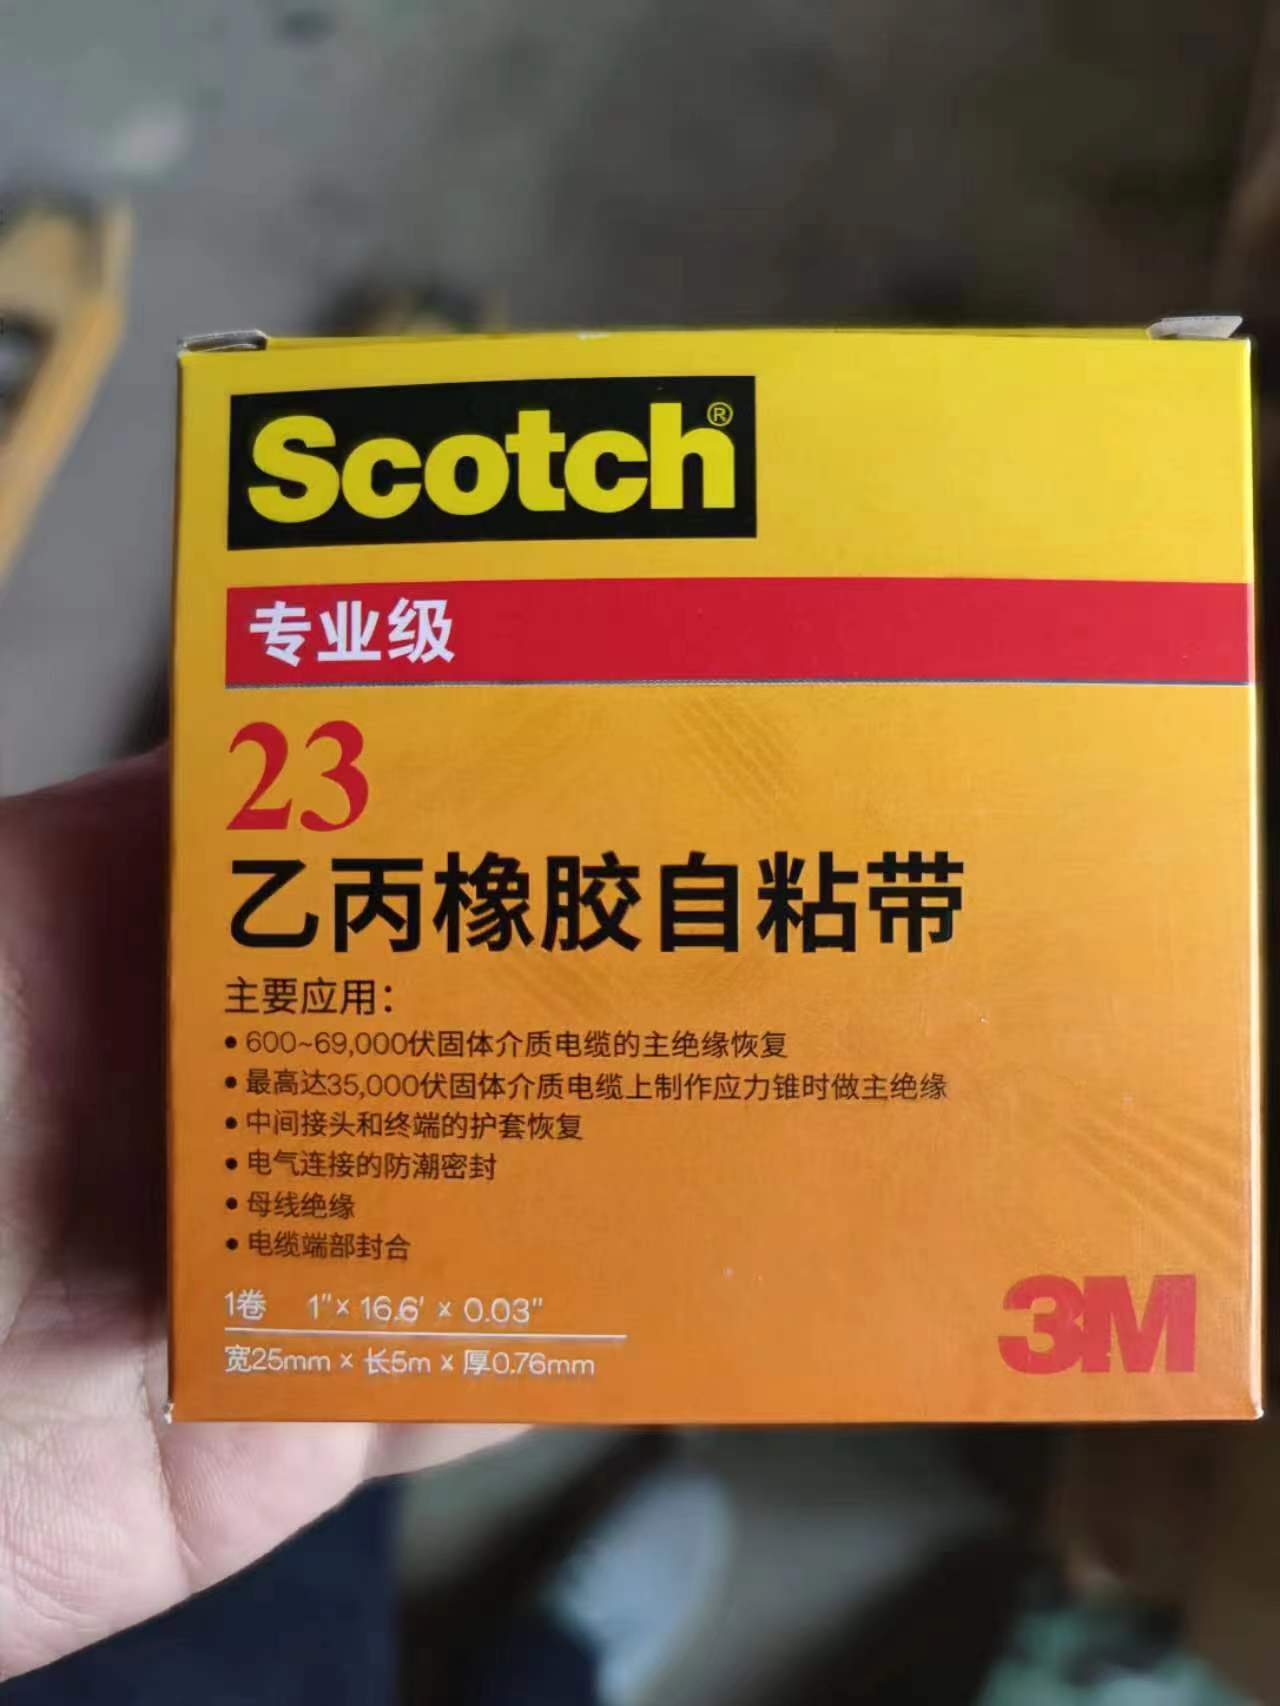 Scotch®
专业级
23
乙丙橡胶自粘带
主要应用：
• 600~69,000伏固体介质电缆的主绝缘恢复
• 最高达35,000伏固体介质电缆上制作应力锥时做主绝缘
• 中间接头和终端的护套恢复
• 电气连接的防潮密封
• 母线绝缘
• 电缆端部封合
1卷 1"× 16.6' × 0.03"
宽25mm × 长5m × 厚0.76mm
3M